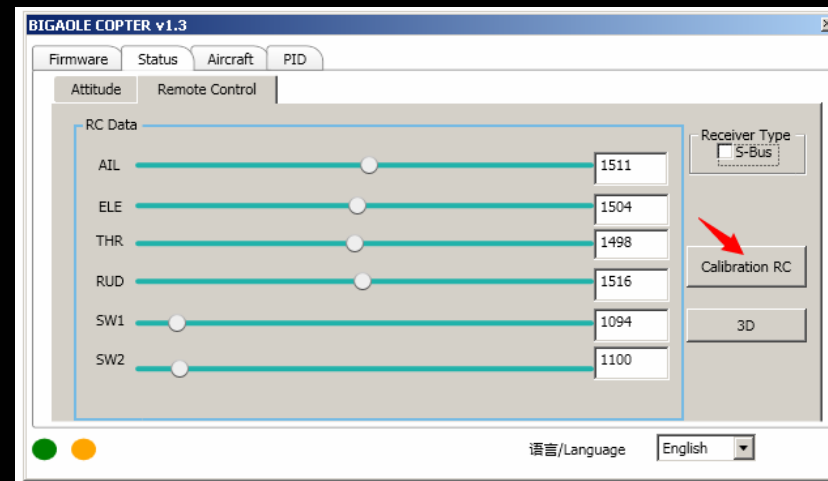 BIGAOLE COPTER v1.3
Firmware Status Aircraft PID
Attitude Remote Control
RC Data
Receiver Type
S-Bus
AIL 1511
ELE 1504
THR 1498
Calibration RC
RUD 1516
SW1 1094
3D
SW2 1100
语言/Language English